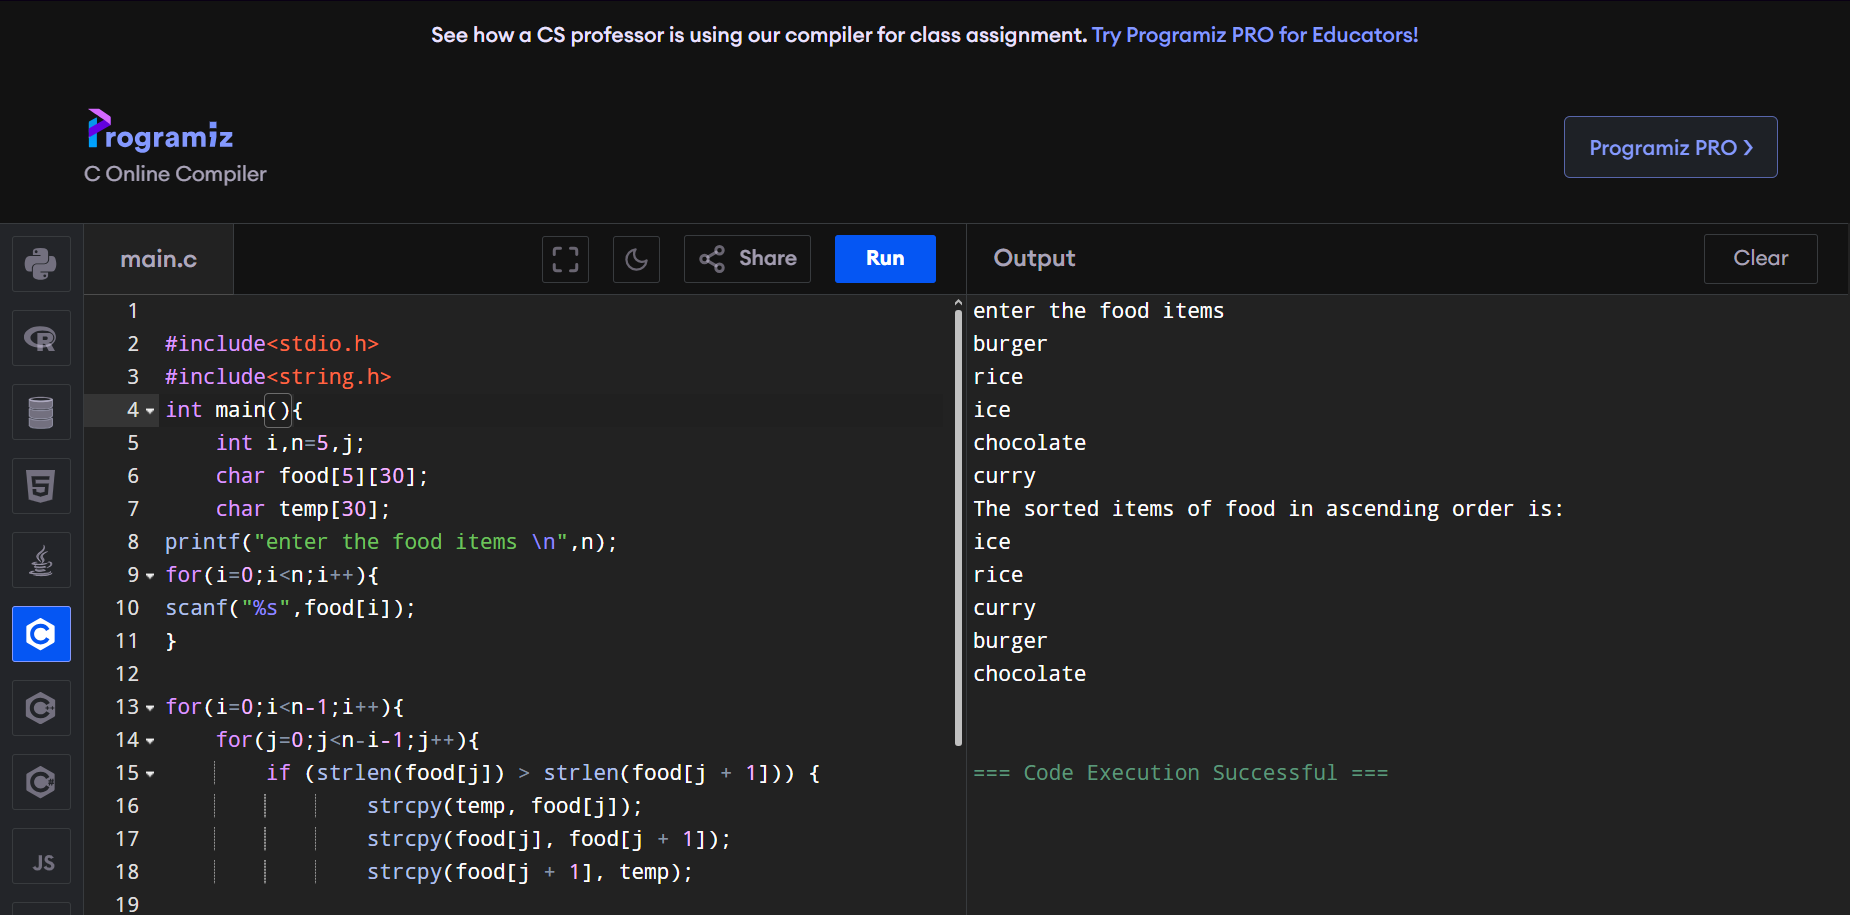 See how a CS professor is using our compiler for class assignment. Try Programiz PRO for Educators!
Programiz
C Online Compiler
Programiz PRO ❯
main.c
Share
Run
Output
Clear
1
2 #include<stdio.h>
3 #include<string.h>
4 int main(){
5     int i,n=5,j;
6     char food[5][30];
7     char temp[30];
8 printf("enter the food items \n",n);
9 for(i=0;i<n;i++){
10 scanf("%s",food[i]);
11 }
12
13 for(i=0;i<n-1;i++){
14     for(j=0;j<n-i-1;j++){
15         if (strlen(food[j]) > strlen(food[j + 1])) {
16                 strcpy(temp, food[j]);
17                 strcpy(food[j], food[j + 1]);
18                 strcpy(food[j + 1], temp);
19
enter the food items
burger
rice
ice
chocolate
curry
The sorted items of food in ascending order is:
ice
rice
curry
burger
chocolate
=== Code Execution Successful ===
R
5
C
C
C
JS